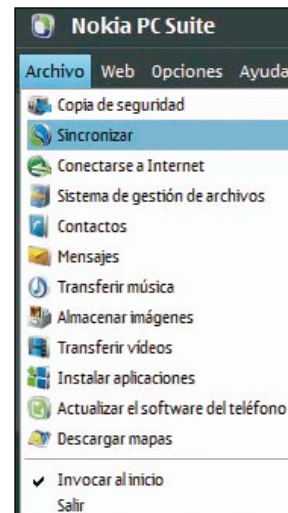 Nokia PC Suite
Archivo Web Opciones Ayuda
Copia de seguridad
Sincronizar
Conectarse a Internet
Sistema de gestión de archivos
Contactos
Mensajes
Transferir música
Almacenar imágenes
Transferir vídeos
Instalar aplicaciones
Actualizar el software del teléfono
Descargar mapas
Invocar al inicio
Salir